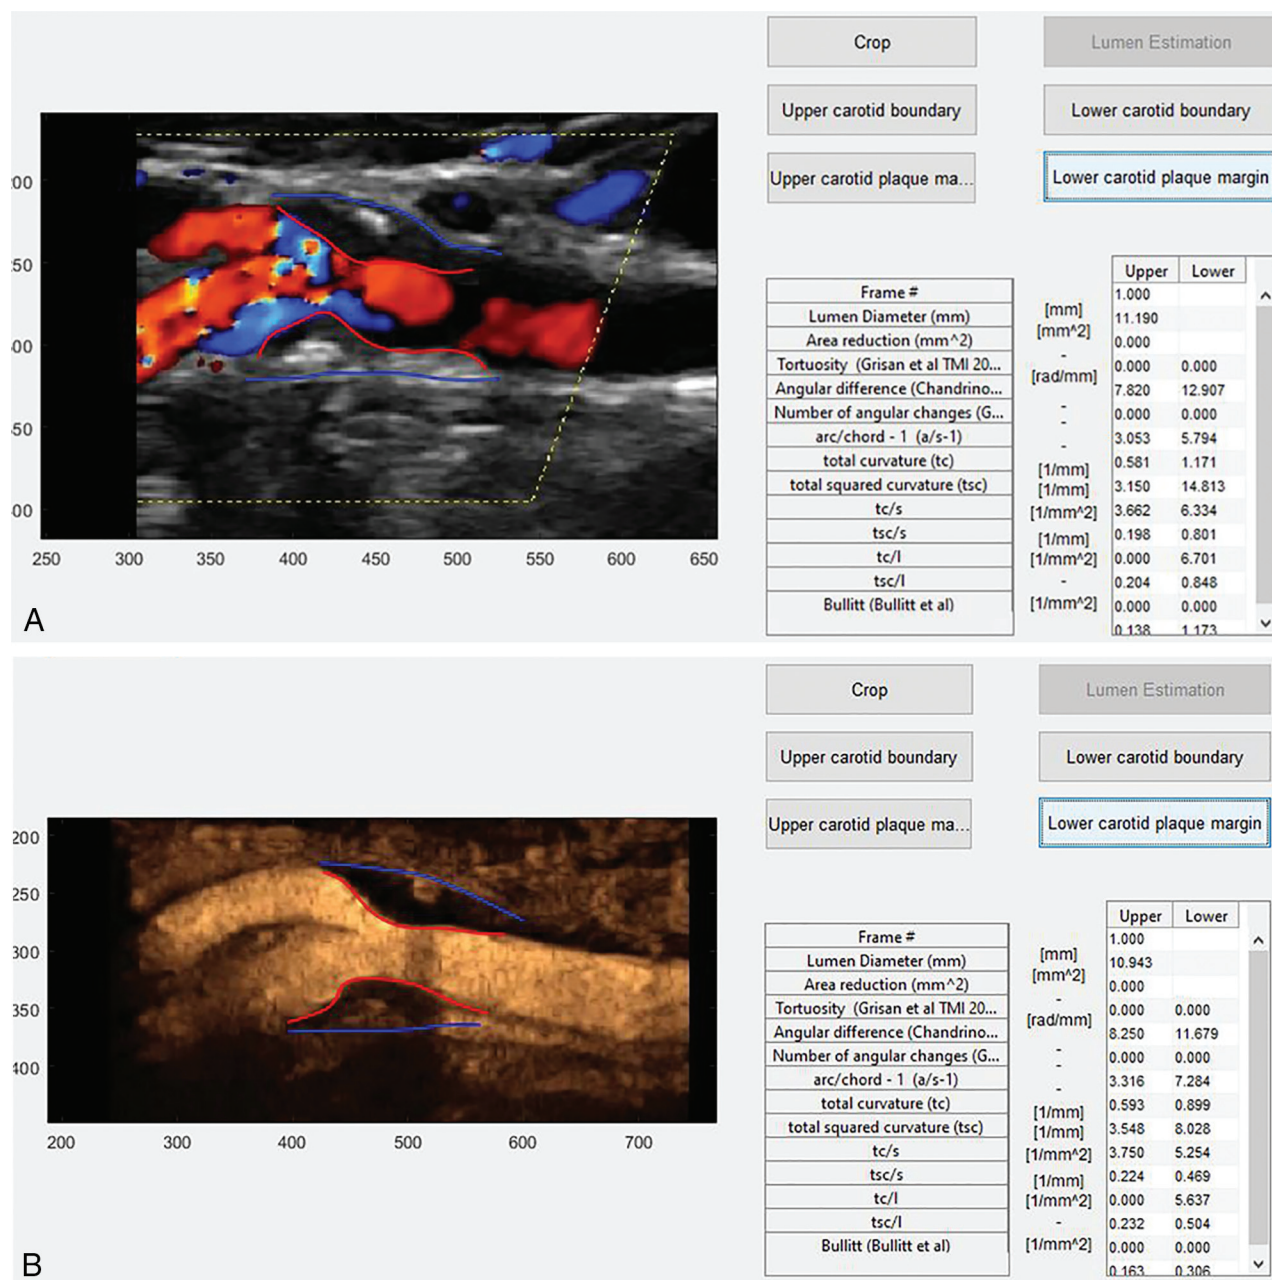 Crop
Lumen Estimation
Upper carotid boundary
Lower carotid boundary
Upper carotid plaque ma...
Lower carotid plaque margin
00
50
00
50
00
250
300
350
400
450
500
550
600
650
Frame #
Lumen Diameter (mm)
Area reduction (mm^2)
Tortuosity (Grisan et al TMI 20...
Angular difference (Chandrino...
Number of angular changes (G...
arc/chord - 1 (a/s-1)
total curvature (tc)
total squared curvature (tsc)
tc/s
tsc/s
tc/l
tsc/l
Bullitt (Bullitt et al)
[mm]
[mm^2]
-
[rad/mm]
-
-
-
[1/mm]
[1/mm]
[1/mm^2]
[1/mm]
[1/mm^2]
-
[1/mm^2]
Upper Lower
1.000
11.190
0.000
0.000 0.000
7.820 12.907
0.000 0.000
3.053 5.794
0.581 1.171
3.150 14.813
3.662 6.334
0.198 0.801
0.000 6.701
0.204 0.848
0.000 0.000
0.138 1.173
A
Crop
Lumen Estimation
Upper carotid boundary
Lower carotid boundary
Upper carotid plaque ma...
Lower carotid plaque margin
200
250
300
350
400
200
300
400
500
600
700
Frame #
Lumen Diameter (mm)
Area reduction (mm^2)
Tortuosity (Grisan et al TMI 20...
Angular difference (Chandrino...
Number of angular changes (G...
arc/chord - 1 (a/s-1)
total curvature (tc)
total squared curvature (tsc)
tc/s
tsc/s
tc/l
tsc/l
Bullitt (Bullitt et al)
[mm]
[mm^2]
-
[rad/mm]
-
-
-
[1/mm]
[1/mm]
[1/mm^2]
[1/mm]
[1/mm^2]
-
[1/mm^2]
Upper Lower
1.000
10.943
0.000
0.000 0.000
8.250 11.679
0.000 0.000
3.316 7.284
0.593 0.899
3.548 8.028
3.750 5.254
0.224 0.469
0.000 5.637
0.232 0.504
0.000 0.000
0.163 0.306
B